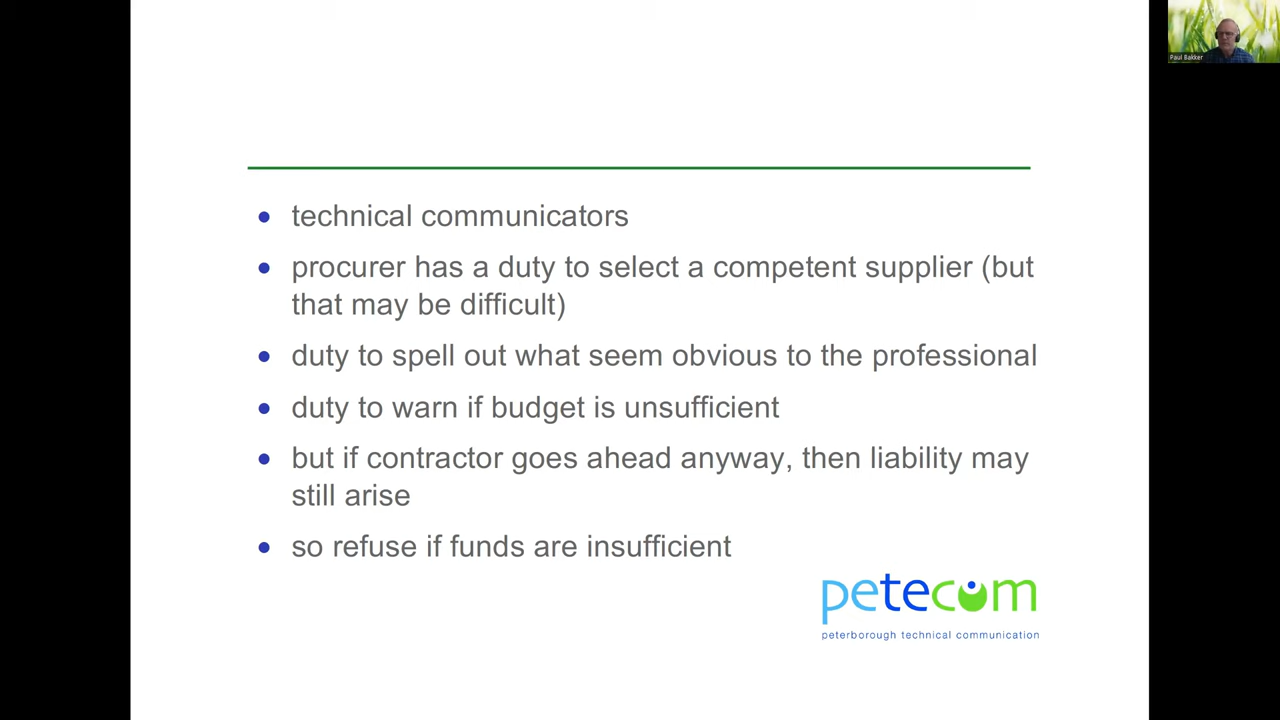 Paul Bakker
technical communicators
procurer has a duty to select a competent supplier (but
that may be difficult)
duty to spell out what seem obvious to the professional
duty to warn if budget is unsufficient
but if contractor goes ahead anyway, then liability may
still arise
so refuse if funds are insufficient
petecom
peterborough technical communication